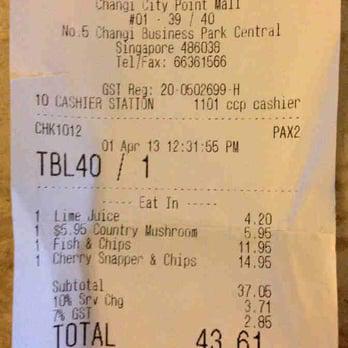 Changi City Point Mall
#01 - 39 / 40
No.5 Changi Business Park Central
Singapore 486039
Tel/Fax: 66361566
GST Reg: 20-0502699-H
10 CASHIER STATION 1101 ccp cashier
CHK1012 PAX2
01 Apr 13 12:31:55 PM
TBL40 / 1
Eat In
1 Lime Juice 4.20
1 $5.95 Country Mushroom 5.95
1 Fish & Chips 11.95
1 Cherry Snapper & Chips 14.95
Subtotal 37.05
10% Srv Chg 3.71
7% GST 2.85
TOTAL 43.61